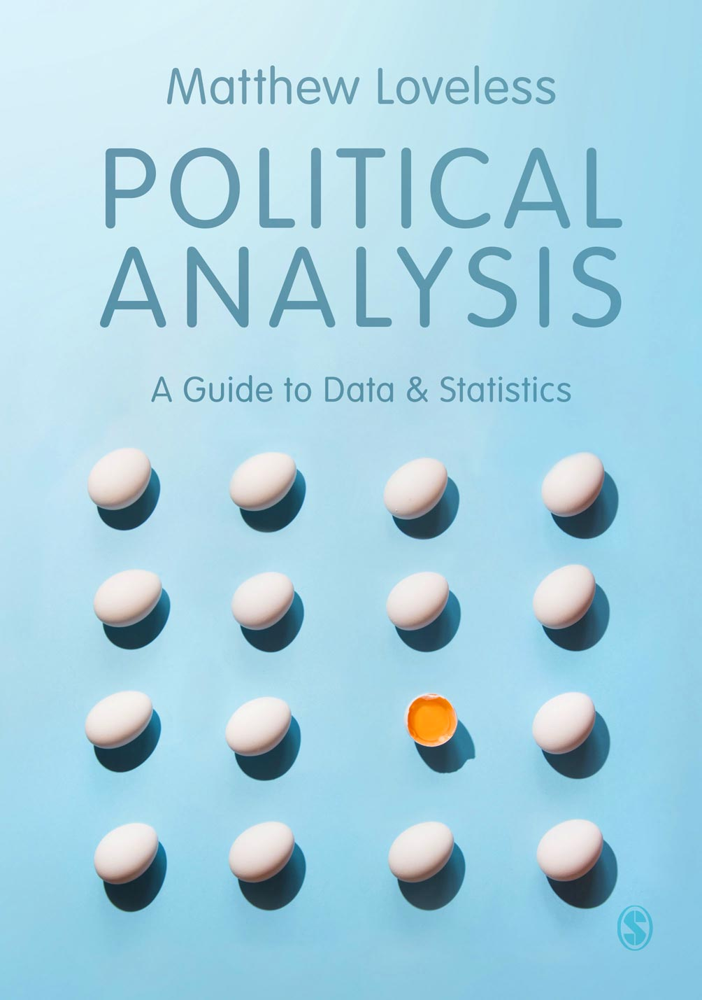 Matthew Loveless
POLITICAL
ANALYSIS
A Guide to Data & Statistics
S